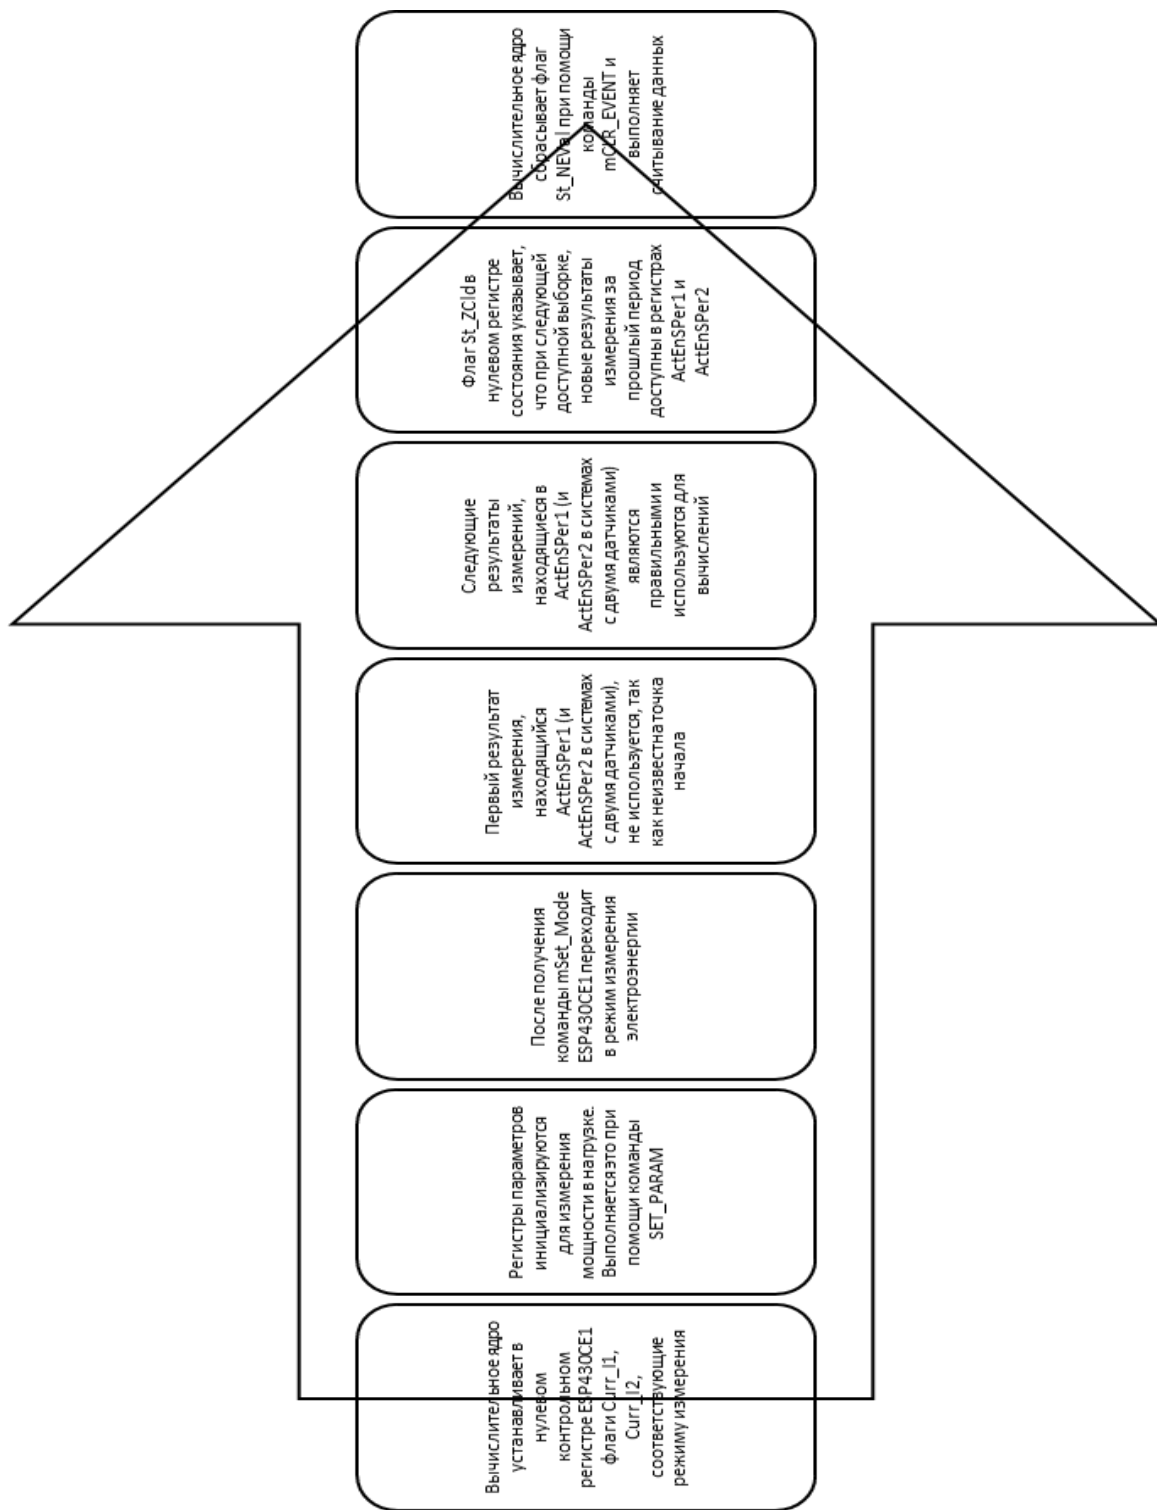 Вычислительное ядро
устанавливает в
нулевом
контрольном
регистре ESP430CE1
флаги Curr_I1,
Curr_I2,
соответствующие
режиму измерения
Регистры параметров
инициализируются
для измерения
мощности в нагрузке.
Выполняется это при
помощи команды
SET_PARAM
После получения
команды mSet_Mode
ESP430CE1 переходит
в режим измерения
электроэнергии
Первый результат
измерения,
находящийся
ActEnSPer1 (и
ActEnSPer2 в системах
с двумя датчиками),
не используется, так
как неизвестна точка
начала
Следующие
результаты
измерений,
находящиеся в
ActEnSPer1 (и
ActEnSPer2 в системах
с двумя датчиками)
являются
правильными и
используются для
вычислений
Флаг St_ZCld в
нулевом регистре
состояния указывает,
что при следующей
доступной выборке,
новые результаты
измерения за
прошлый период
доступны в регистрах
ActEnSPer1 и
ActEnSPer2
Вычислительное ядро
сбрасывает флаг
St_NEVal при помощи
команды
mCLR_EVENT и
выполняет
считывание данных